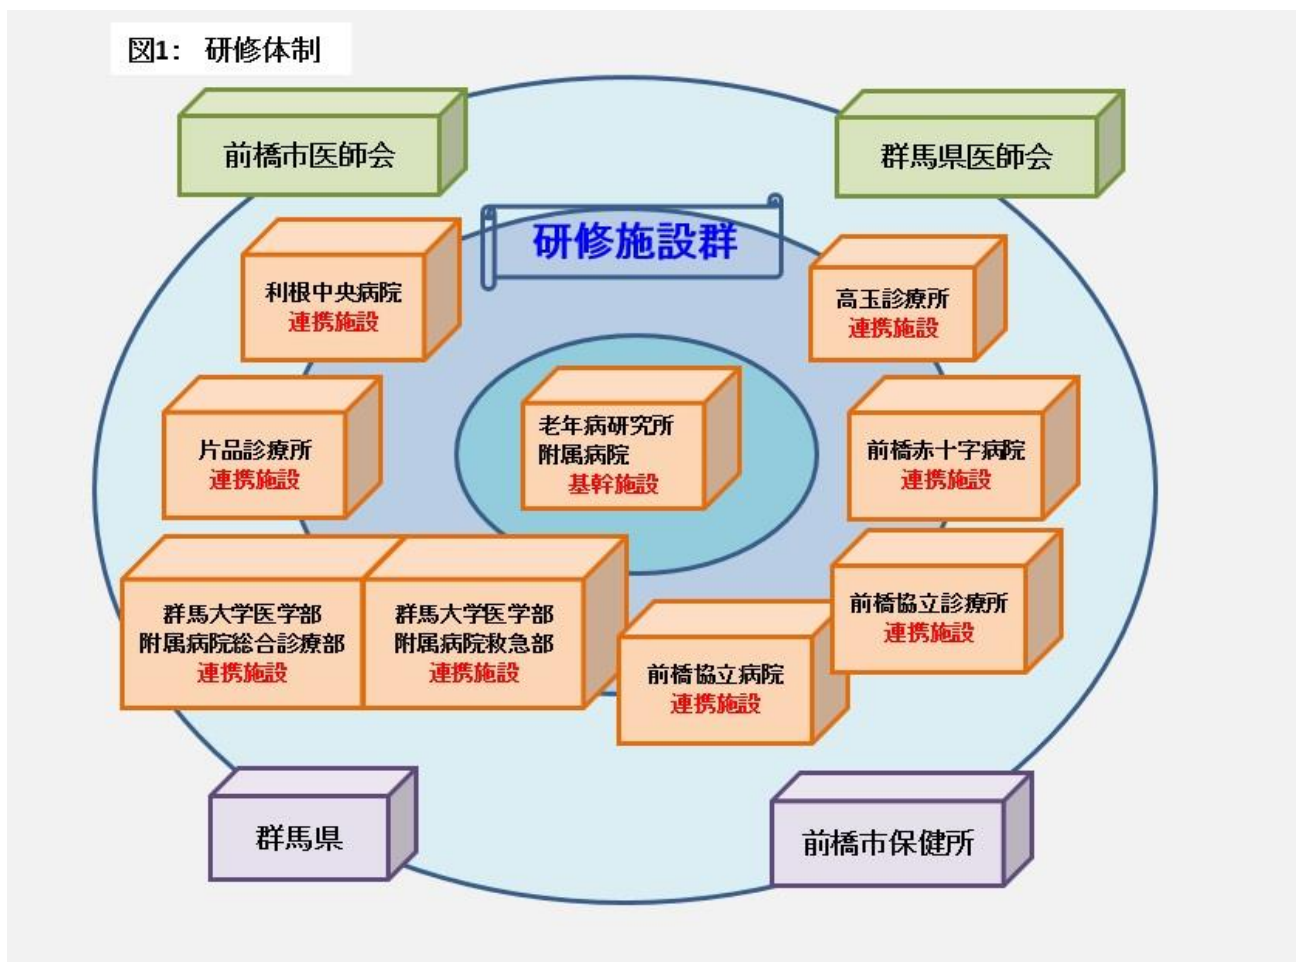 図1: 研修体制
前橋市医師会
群馬県医師会
研修施設群
利根中央病院
連携施設
高玉診療所
連携施設
片品診療所
連携施設
老年病研究所
附属病院
基幹施設
前橋赤十字病院
連携施設
群馬大学医学部
附属病院総合診療部
連携施設
群馬大学医学部
附属病院救急部
連携施設
前橋協立病院
連携施設
前橋協立診療所
連携施設
群馬県
前橋市保健所